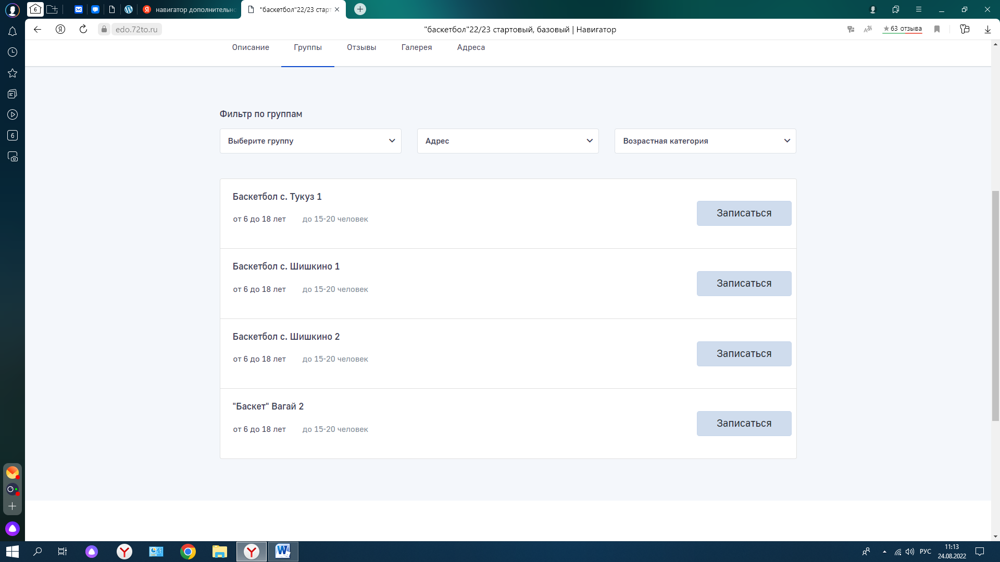 6
навигатор дополнительно
"баскетбол"22/23 старт
edo.72to.ru
"баскетбол"22/23 стартовый, базовый | Навигатор
★ 63 отзыва
6
Описание Группы Отзывы Галерея Адреса
Фильтр по группам
Выберите группу Адрес Возрастная категория
Баскетбол с. Тукуз 1
Записаться
от 6 до 18 лет до 15-20 человек
Баскетбол с. Шишкино 1
Записаться
от 6 до 18 лет до 15-20 человек
Баскетбол с. Шишкино 2
Записаться
от 6 до 18 лет до 15-20 человек
"Баскет" Вагай 2
Записаться
от 6 до 18 лет до 15-20 человек
РУС
11:13
24.08.2022